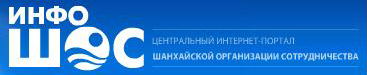 ИНФО
ШОС
ЦЕНТРАЛЬНЫЙ ИНТЕРНЕТ-ПОРТАЛ
ШАНХАЙСКОЙ ОРГАНИЗАЦИИ СОТРУДНИЧЕСТВА